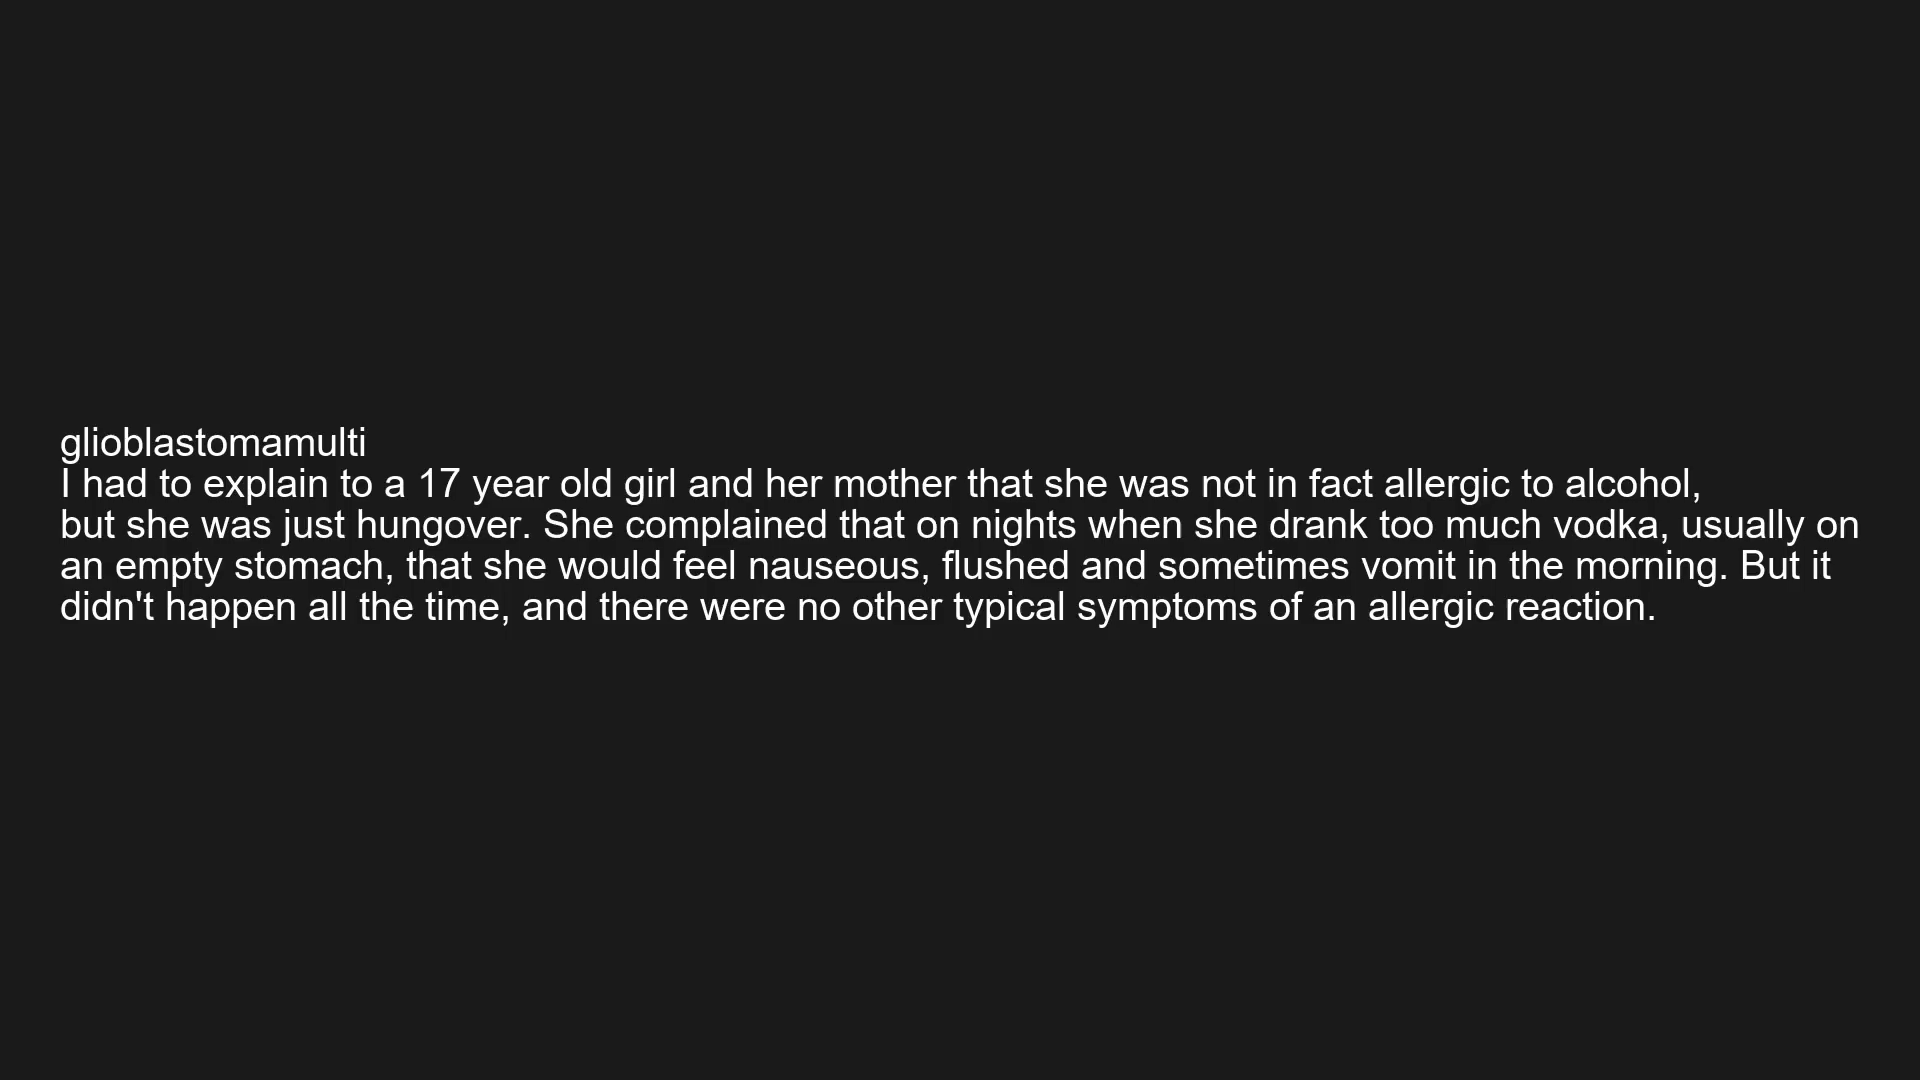 glioblastomamulti
I had to explain to a 17 year old girl and her mother that she was not in fact allergic to alcohol,
but she was just hungover. She complained that on nights when she drank too much vodka, usually on
an empty stomach, that she would feel nauseous, flushed and sometimes vomit in the morning. But it
didn't happen all the time, and there were no other typical symptoms of an allergic reaction.